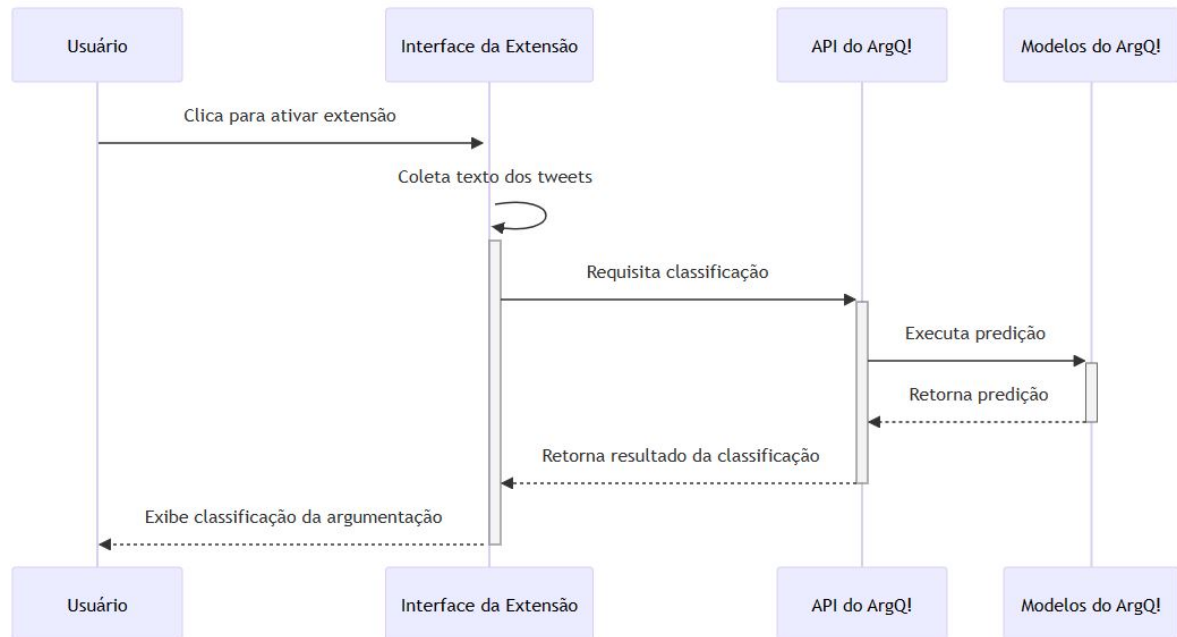 Usuário
Interface da Extensão
API do ArgQ!
Modelos do ArgQ!
Clica para ativar extensão
Coleta texto dos tweets
Requisita classificação
Executa predição
Retorna predição
Retorna resultado da classificação
Exibe classificação da argumentação
Usuário
Interface da Extensão
API do ArgQ!
Modelos do ArgQ!